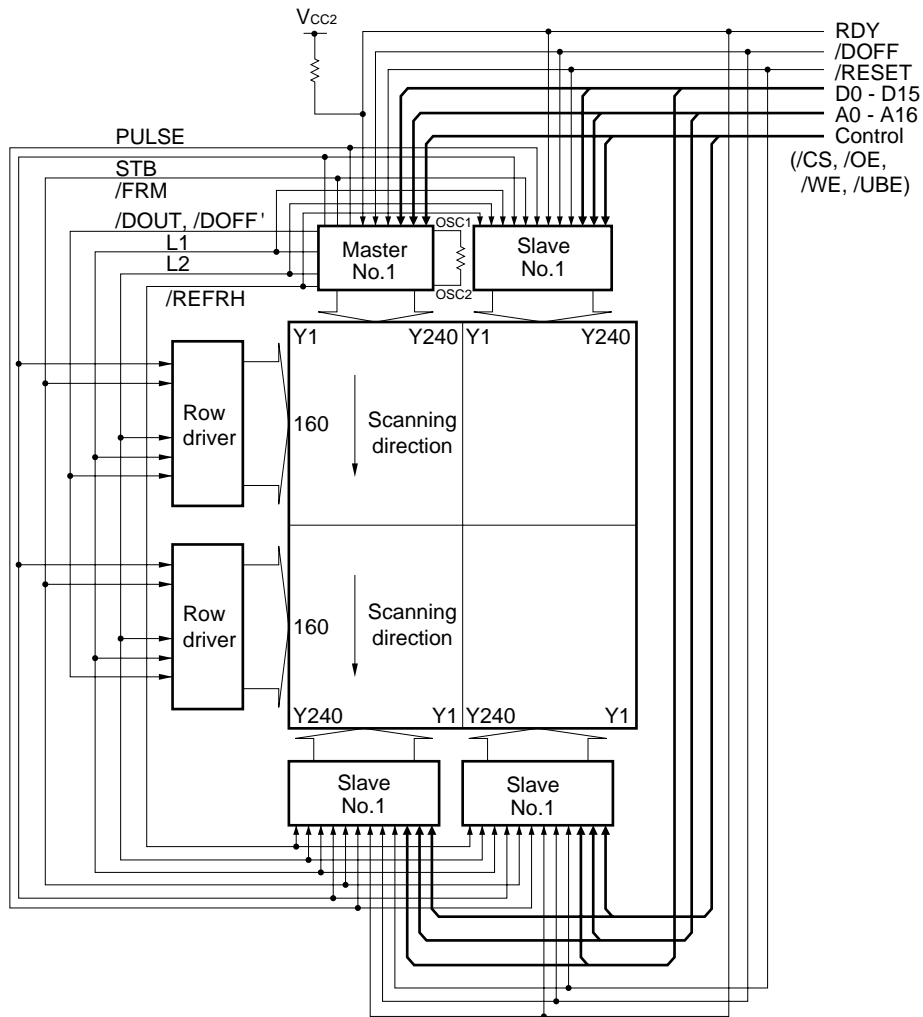 VCC2
RDY
/DOFF
/RESET
D0 - D15
A0 - A16
Control
(/CS, /OE,
/WE, /UBE)
PULSE
STB
/FRM
/DOUT, /DOFF'
L1
L2
/REFRH
OSC1
OSC2
Master
No.1
Slave
No.1
Y1
Y240
Y1
Y240
Row
driver
160
Scanning
direction
Row
driver
160
Scanning
direction
Y240
Y1
Y240
Y1
Slave
No.1
Slave
No.1